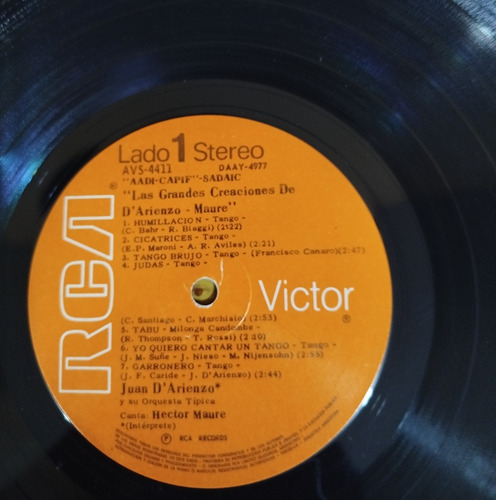 RCA
Lado 1 Stereo
AVS-4411 DAAY-4977
"AADI-CAPIF"-SADAIC
"Las Grandes Creaciones De
D'Arienzo - Maure"
1. HUMILLACION - Tango -
(C. Bahr - R. Biaggi) (2:22)
2. CICATRICES - Tango -
(E.P. Maroni - A. R. Aviles) (2:21)
3. TANGO BRUJO - Tango - (Francisco Canaro)(2:47)
4. JUDAS - Tango -
Victor
(C. Santiago - C. Marchisio) (2:53)
5. TABU - Milonga Candombe -
(R. Thompson - T. Rossi) (2:20)
6. YO QUIERO CANTAR UN TANGO - Tango -
(J. M. Suñe - J. Nieso - M. Nijensohn) (2:55)
7. GARRONERO - Tango -
(J. F. Caride - J. D'Arienzo) (2:44)
Juan D'Arienzo*
y su Orquesta Típica
Canta: Hector Maure
*(Intérprete)
Ⓟ RCA RECORDS